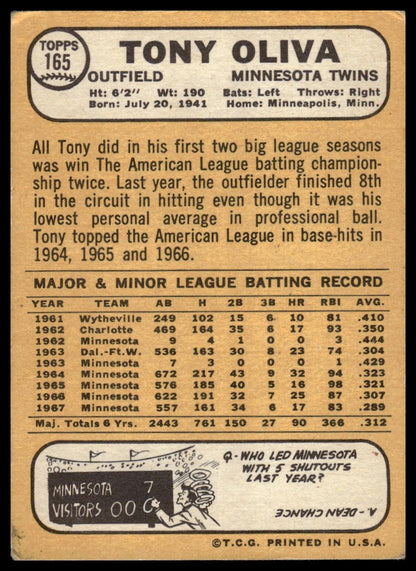 TOPPS
165
TONY OLIVA
OUTFIELD MINNESOTA TWINS
Ht: 6'2" Wt: 190 Bats: Left Throws: Right
Born: July 20, 1941 Home: Minneapolis, Minn.
All Tony did in his first two big league seasons
was win The American League batting champion-
ship twice. Last year, the outfielder finished 8th
in the circuit in hitting even though it was his
lowest personal average in professional ball.
Tony topped the American League in base-hits in
1964, 1965 and 1966.
MAJOR & MINOR LEAGUE BATTING RECORD
YEAR TEAM AB H 2B 3B HR RBI AVG.
1961 Wytheville 249 102 15 6 10 81 .410
1962 Charlotte 469 164 35 6 17 93 .350
1962 Minnesota 9 4 1 0 0 3 .444
1963 Dal.-Ft.W. 536 163 30 8 23 74 .304
1963 Minnesota 7 3 0 0 0 1 .429
1964 Minnesota 672 217 43 9 32 94 .323
1965 Minnesota 576 185 40 5 16 98 .321
1966 Minnesota 622 191 32 7 25 87 .307
1967 Minnesota 557 161 34 6 17 83 .289
Maj. Totals 6 Yrs. 2443 761 150 27 90 366 .312
MINNESOTA 7
VISITORS 000
Q-WHO LED MINNESOTA
WITH 5 SHUTOUTS
LAST YEAR?
A.-DEAN CHANCE
©T.C.G. PRINTED IN U.S.A.